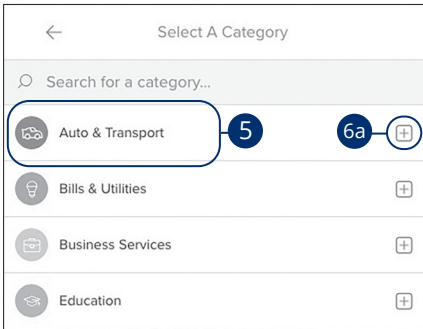 Select A Category
Search for a category...
Auto & Transport 5 6a
Bills & Utilities
Business Services
Education